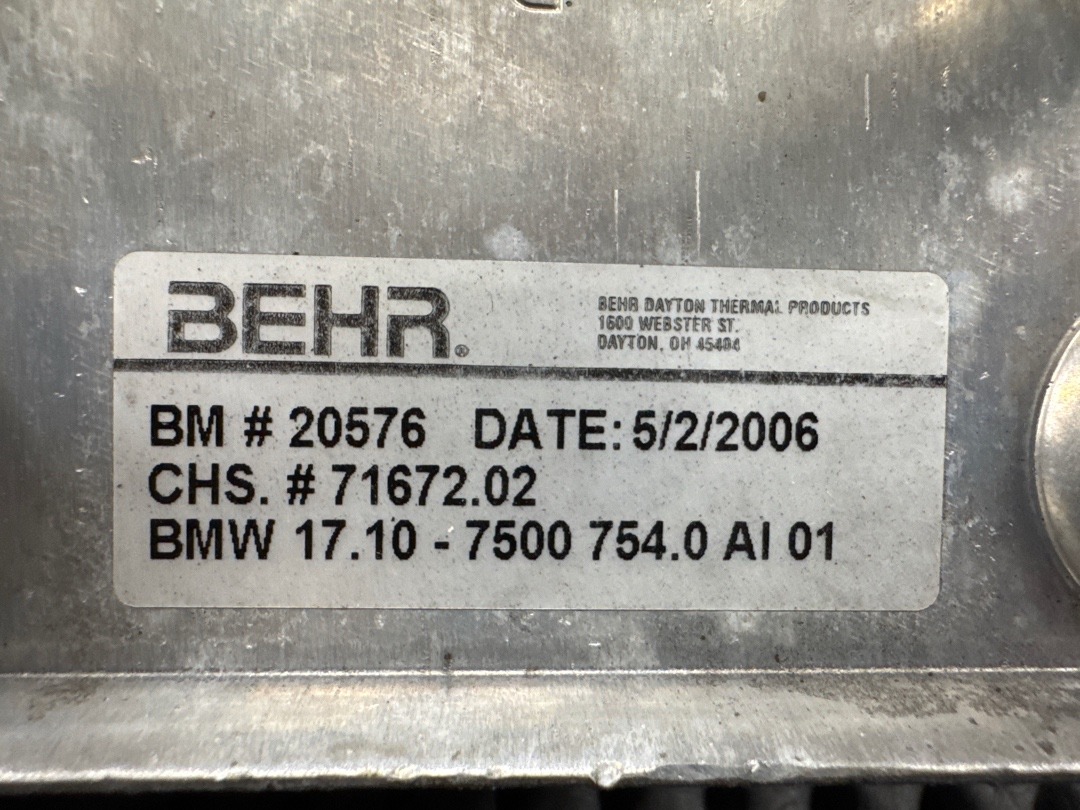 BEHR®
BEHR DAYTON THERMAL PRODUCTS
1600 WEBSTER ST.
DAYTON, OH 45404
BM # 20576 DATE: 5/2/2006
CHS. # 71672.02
BMW 17.10 - 7500 754.0 AI 01